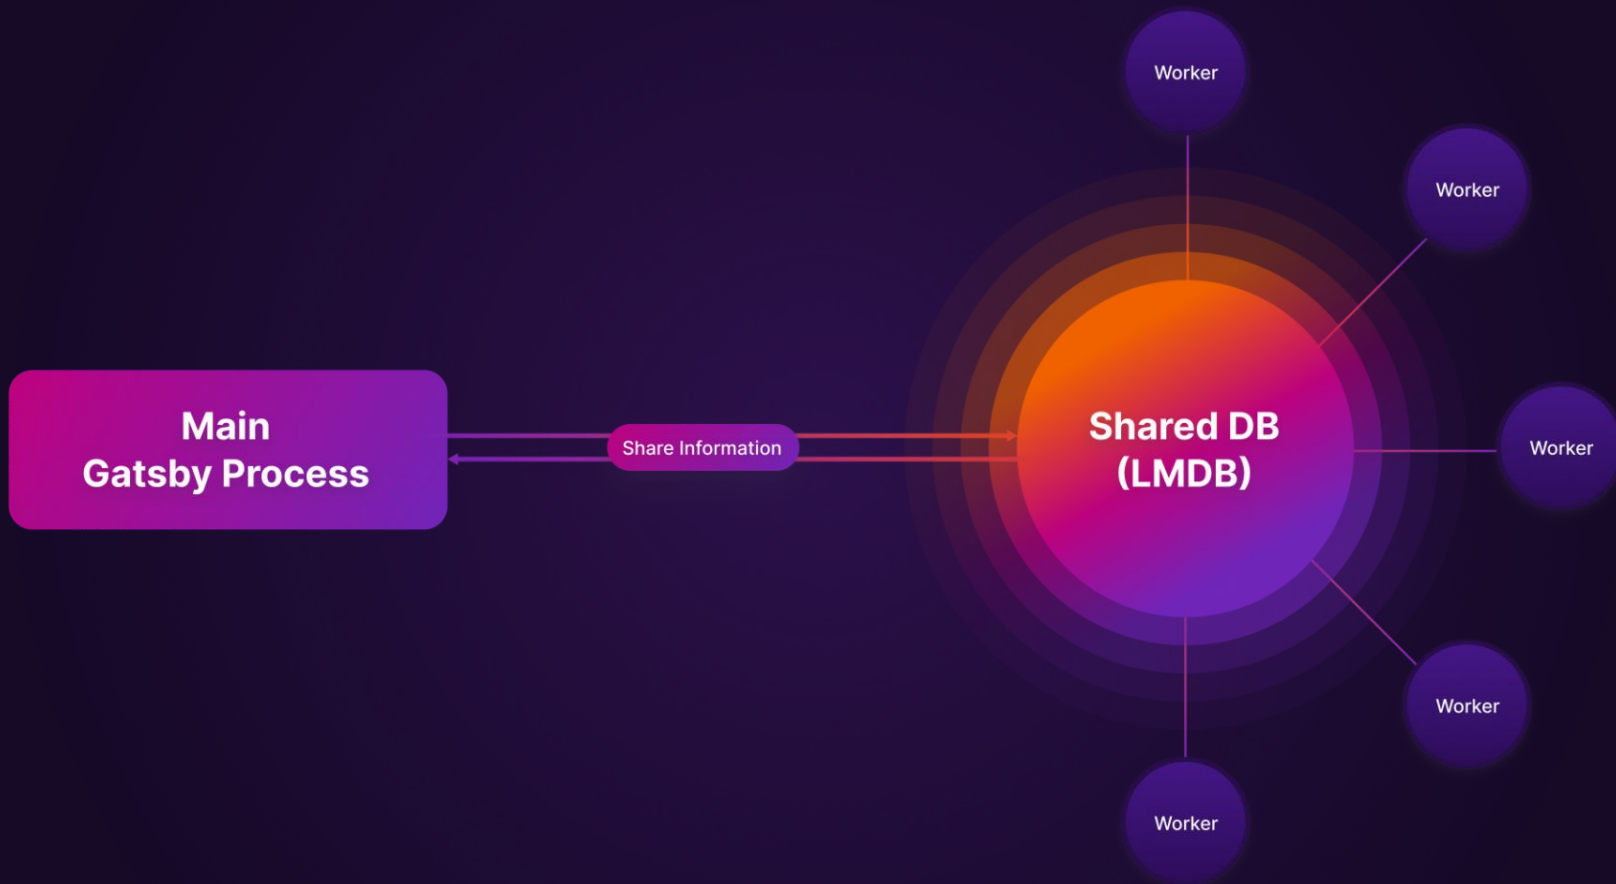 Worker
Worker
Main
Gatsby Process
Share Information
Shared DB
(LMDB)
Worker
Worker
Worker